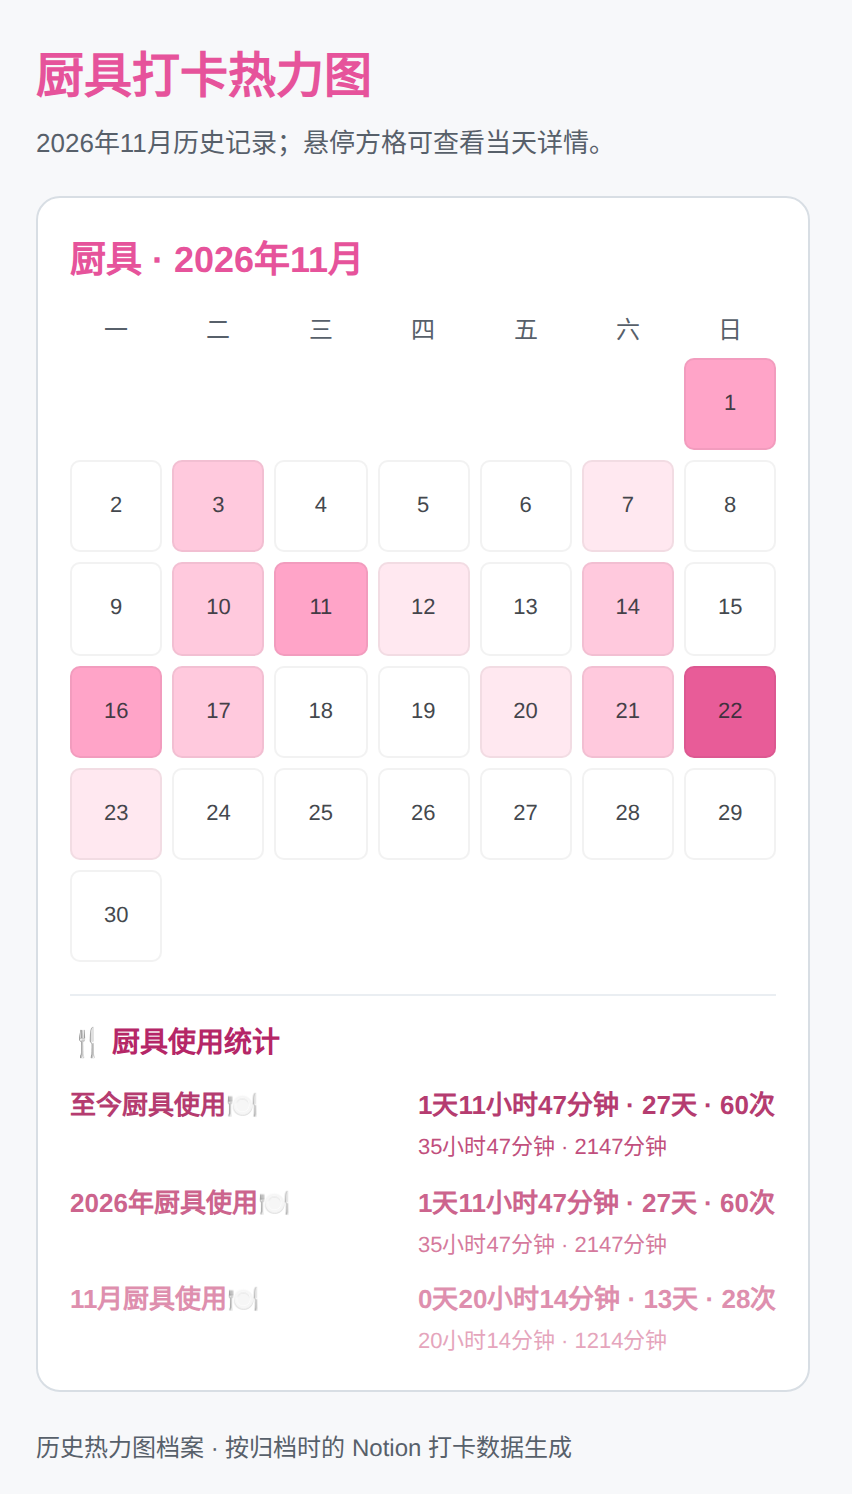 厨具打卡热力图
2026年11月历史记录；悬停方格可查看当天详情。
厨具 · 2026年11月
一 二 三 四 五 六 日
1
2 3 4 5 6 7 8
9 10 11 12 13 14 15
16 17 18 19 20 21 22
23 24 25 26 27 28 29
30
🍴 厨具使用统计
至今厨具使用🍽️ 1天11小时47分钟 · 27天 · 60次
35小时47分钟 · 2147分钟
2026年厨具使用🍽️ 1天11小时47分钟 · 27天 · 60次
35小时47分钟 · 2147分钟
11月厨具使用🍽️ 0天20小时14分钟 · 13天 · 28次
20小时14分钟 · 1214分钟
历史热力图档案 · 按归档时的 Notion 打卡数据生成